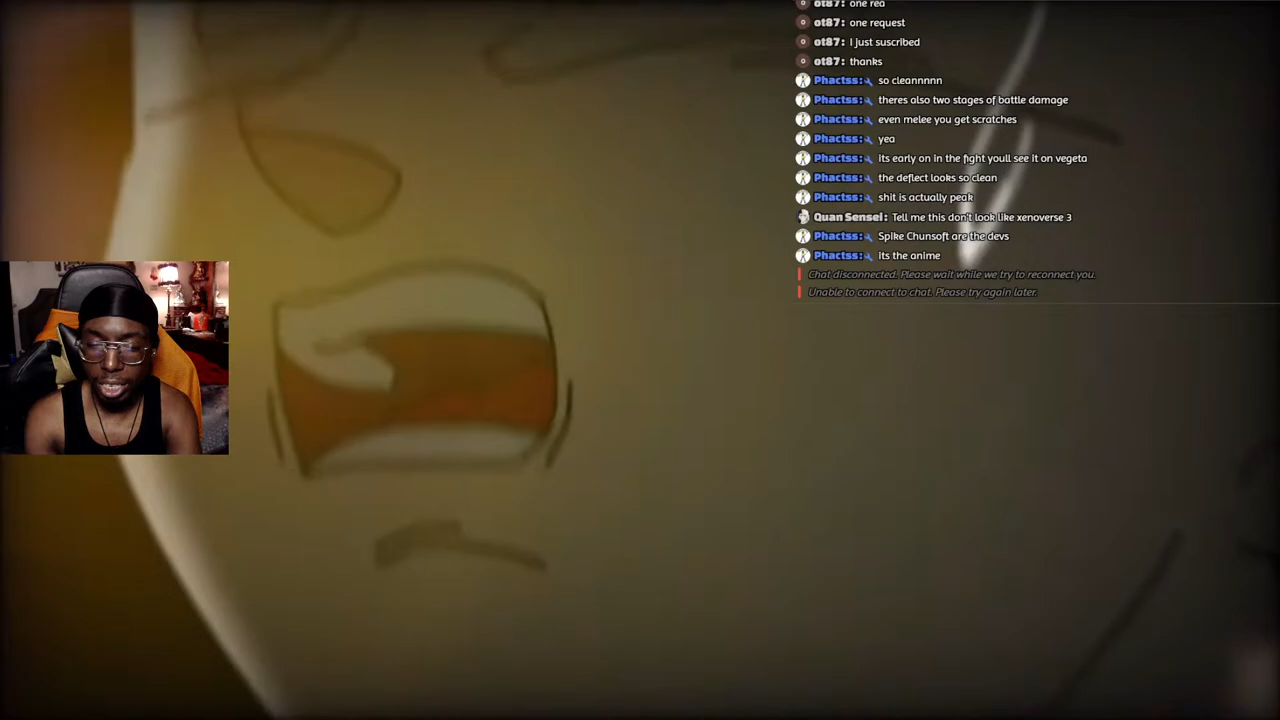 ot87: one rea
ot87: one request
ot87: I just suscribed
ot87: thanks
Phactss: so cleannnnn
Phactss: theres also two stages of battle damage
Phactss: even melee you get scratches
Phactss: yea
Phactss: its early on in the fight youll see it on vegeta
Phactss: the deflect looks so clean
Phactss: shit is actually peak
Quan Sensei: Tell me this don't look like xenoverse 3
Phactss: Spike Chunsoft are the devs
Phactss: Its the anime
Chat disconnected. Please wait while we try to reconnect you.
Unable to connect to chat. Please try again later.